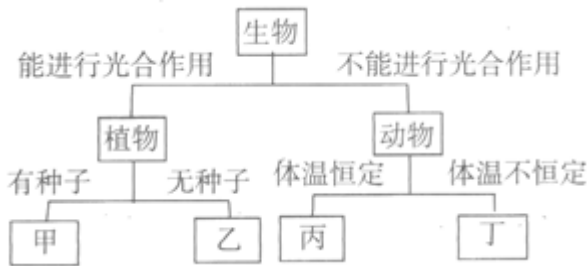 生物
能进行光合作用 不能进行光合作用
植物 动物
有种子 无种子 体温恒定 体温不恒定
甲 乙 丙 丁